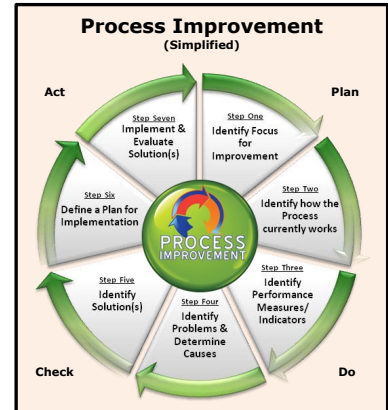 Process Improvement
(Simplified)
Act
Plan
Step One
Identify Focus
for
Improvement
Step Two
Identify how the
Process
currently works
Step Three
Identify
Performance
Measures/
Indicators
Step Four
Identify
Problems &
Determine
Causes
Step Five
Identify
Solution(s)
Step Six
Define a Plan for
Implementation
Step Seven
Implement &
Evaluate
Solution(s)
PROCESS
IMPROVEMENT
Check
Do